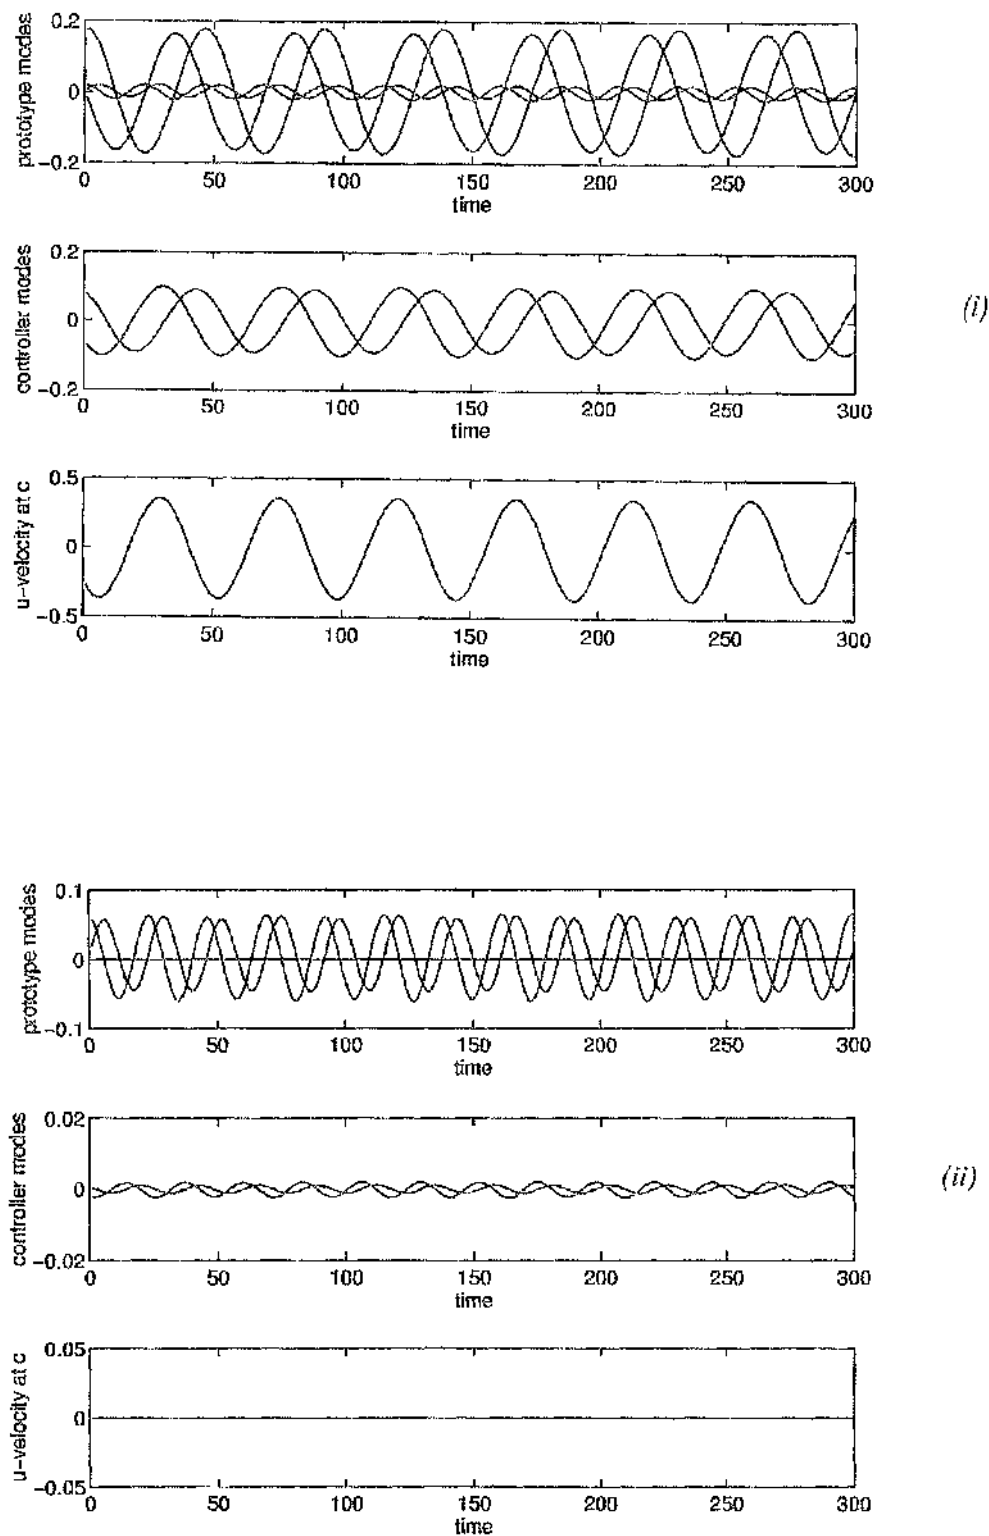 prototype modes
0.2
0
-0.2
0 50 100 150 200 250 300
time
controller modes
0.2
0
-0.2
0 50 100 150 200 250 300
time
(i)
u-velocity at c
0.5
0
-0.5
0 50 100 150 200 250 300
time
prototype modes
0.1
0
-0.1
0 50 100 150 200 250 300
time
controller modes
0.02
0
-0.02
0 50 100 150 200 250 300
time
(ii)
u-velocity at c
0.05
0
-0.05
0 50 100 150 200 250 300
time